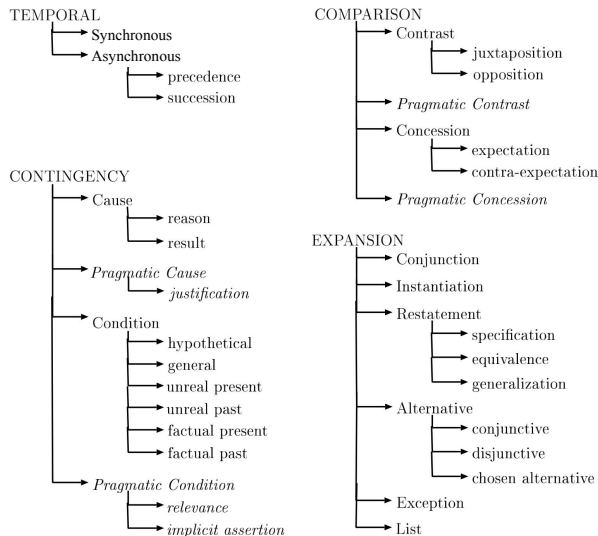 TEMPORAL
Synchronous
Asynchronous
precedence
succession
CONTINGENCY
Cause
reason
result
Pragmatic Cause
justification
Condition
hypothetical
general
unreal present
unreal past
factual present
factual past
Pragmatic Condition
relevance
implicit assertion
COMPARISON
Contrast
juxtaposition
opposition
Pragmatic Contrast
Concession
expectation
contra-expectation
Pragmatic Concession
EXPANSION
Conjunction
Instantiation
Restatement
specification
equivalence
generalization
Alternative
conjunctive
disjunctive
chosen alternative
Exception
List